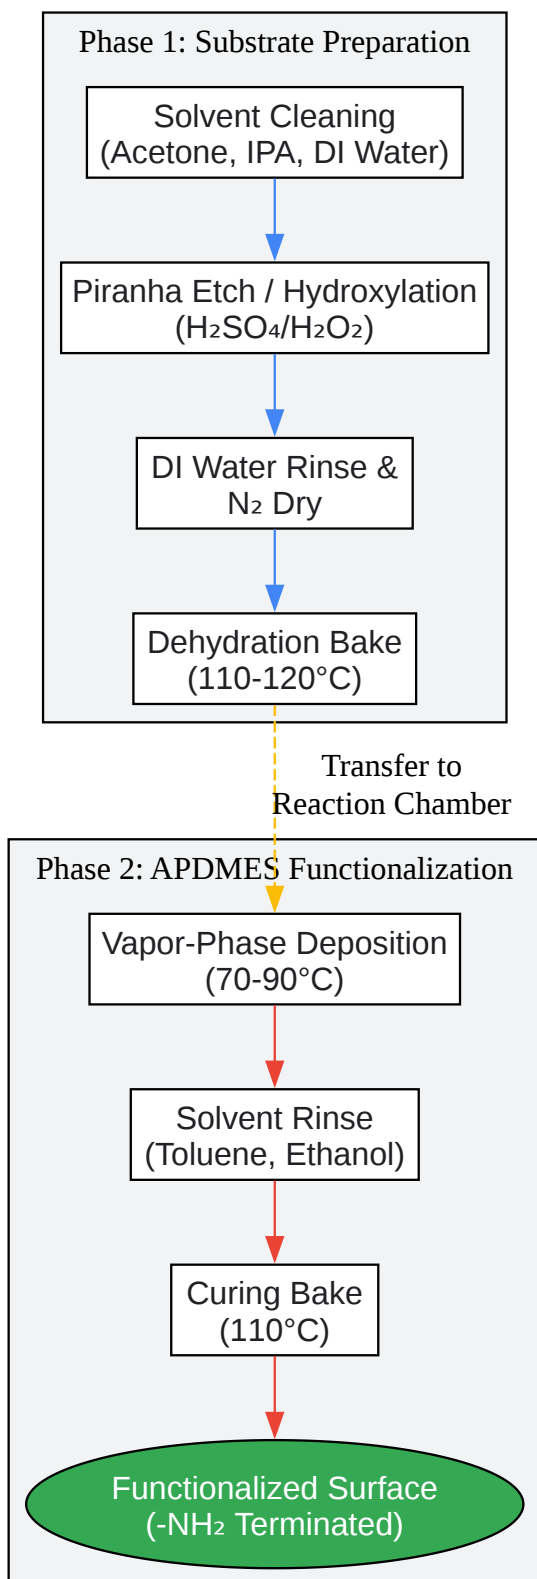 Phase 1: Substrate Preparation
Solvent Cleaning
(Acetone, IPA, DI Water)
Piranha Etch / Hydroxylation
(H₂SO₄/H₂O₂)
DI Water Rinse &
N₂ Dry
Dehydration Bake
(110-120°C)
Transfer to
Reaction Chamber
Phase 2: APDMES Functionalization
Vapor-Phase Deposition
(70-90°C)
Solvent Rinse
(Toluene, Ethanol)
Curing Bake
(110°C)
Functionalized Surface
(-NH₂ Terminated)